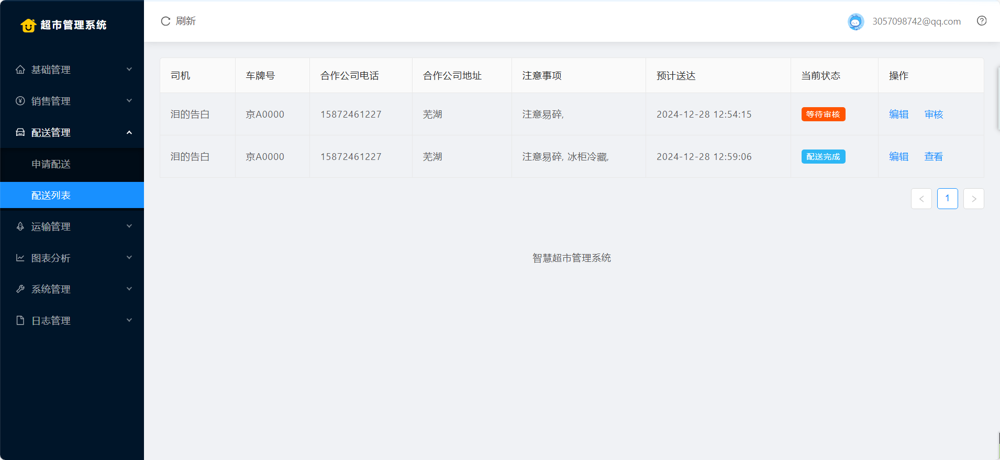 超市管理系统
基础管理
销售管理
配送管理
申请配送
配送列表
运输管理
图表分析
系统管理
日志管理
刷新 3057098742@qq.com
司机 车牌号 合作公司电话 合作公司地址 注意事项 预计送达 当前状态 操作
泪的告白 京A0000 15872461227 芜湖 注意易碎, 2024-12-28 12:54:15 等待审核 编辑 审核
泪的告白 京A0000 15872461227 芜湖 注意易碎, 冰柜冷藏, 2024-12-28 12:59:06 配送完成 编辑 查看
< 1 >
智慧超市管理系统